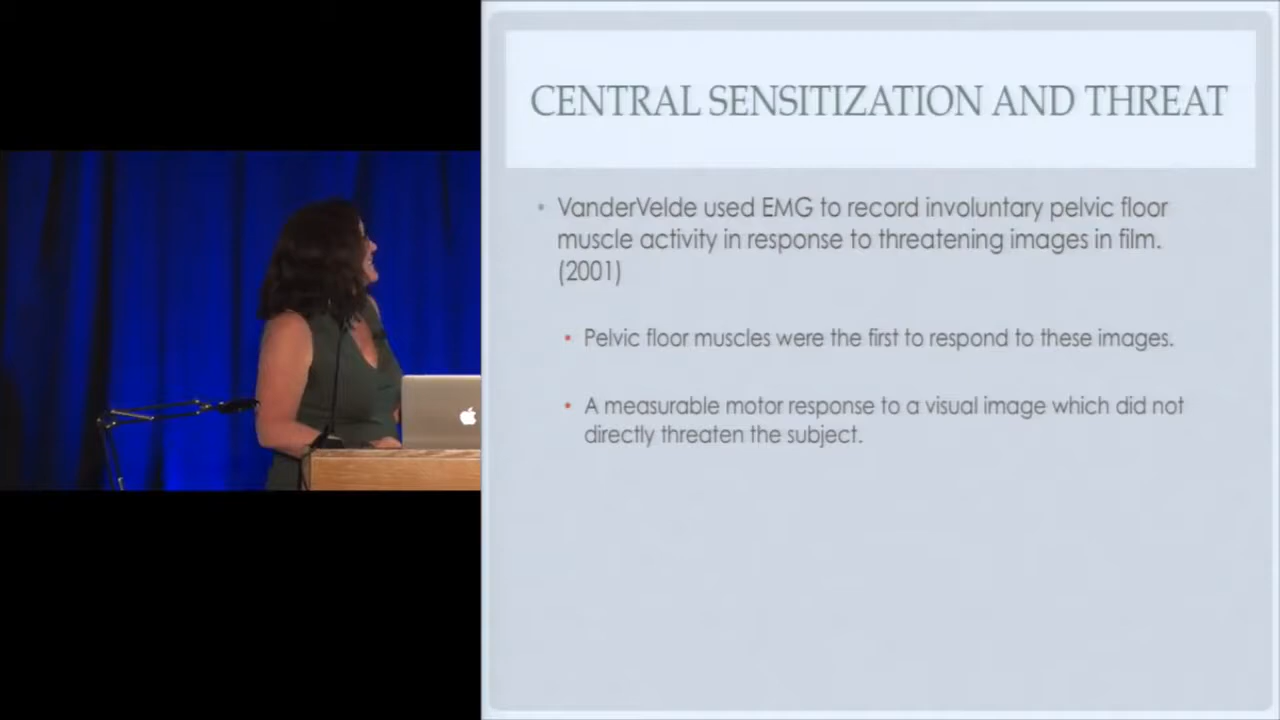 CENTRAL SENSITIZATION AND THREAT
VanderVelde used EMG to record involuntary pelvic floor
muscle activity in response to threatening images in film.
(2001)
Pelvic floor muscles were the first to respond to these images.
A measurable motor response to a visual image which did not
directly threaten the subject.